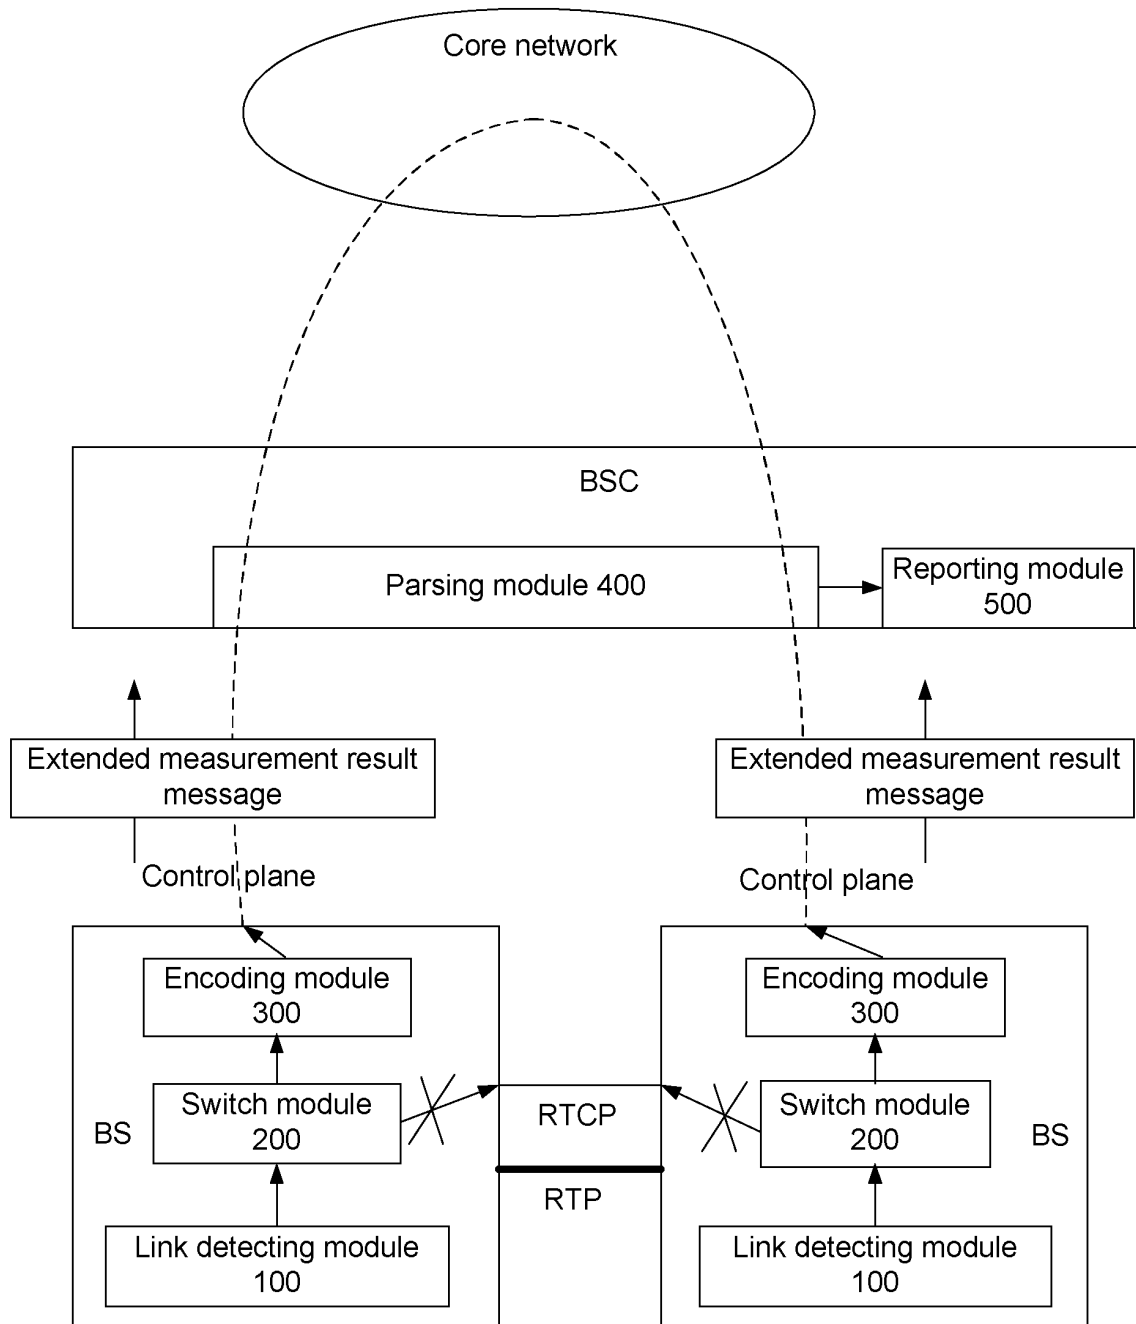 Core network
BSC
Parsing module 400
Reporting module
500
Extended measurement result
message
Extended measurement result
message
Control plane
Control plane
Encoding module
300
Encoding module
300
Switch module
200
RTCP
Switch module
200
BS
BS
RTP
Link detecting module
100
Link detecting module
100